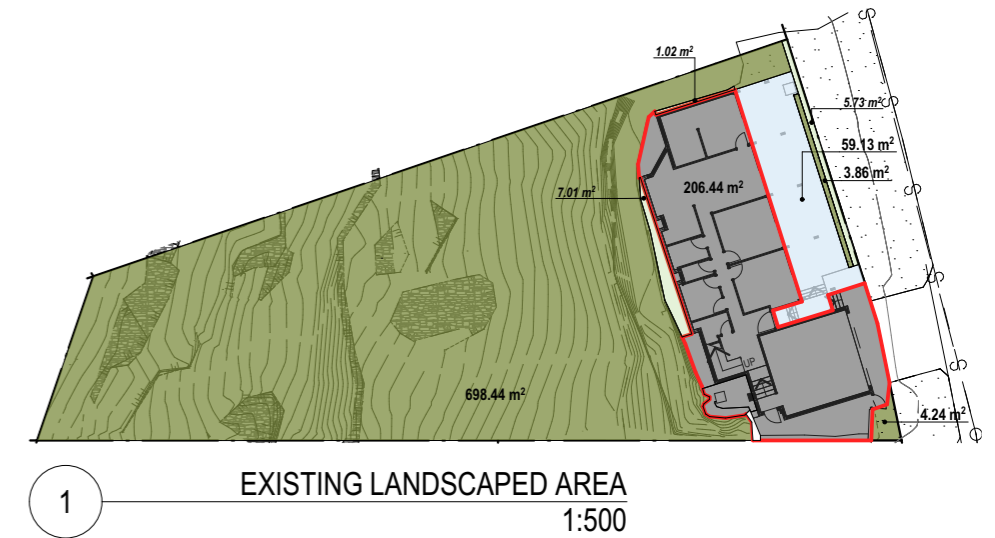 1.02 m²
5.73 m²
59.13 m²
3.86 m²
206.44 m²
7.01 m²
UP
698.44 m²
4.24 m²
S
S
S
S
S
1
EXISTING LANDSCAPED AREA
1:500